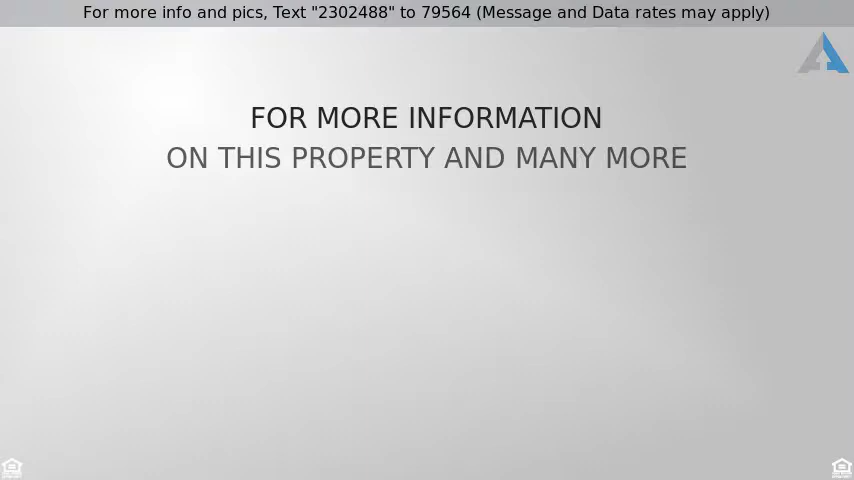 For more info and pics, Text "2302488" to 79564 (Message and Data rates may apply)
FOR MORE INFORMATION
ON THIS PROPERTY AND MANY MORE